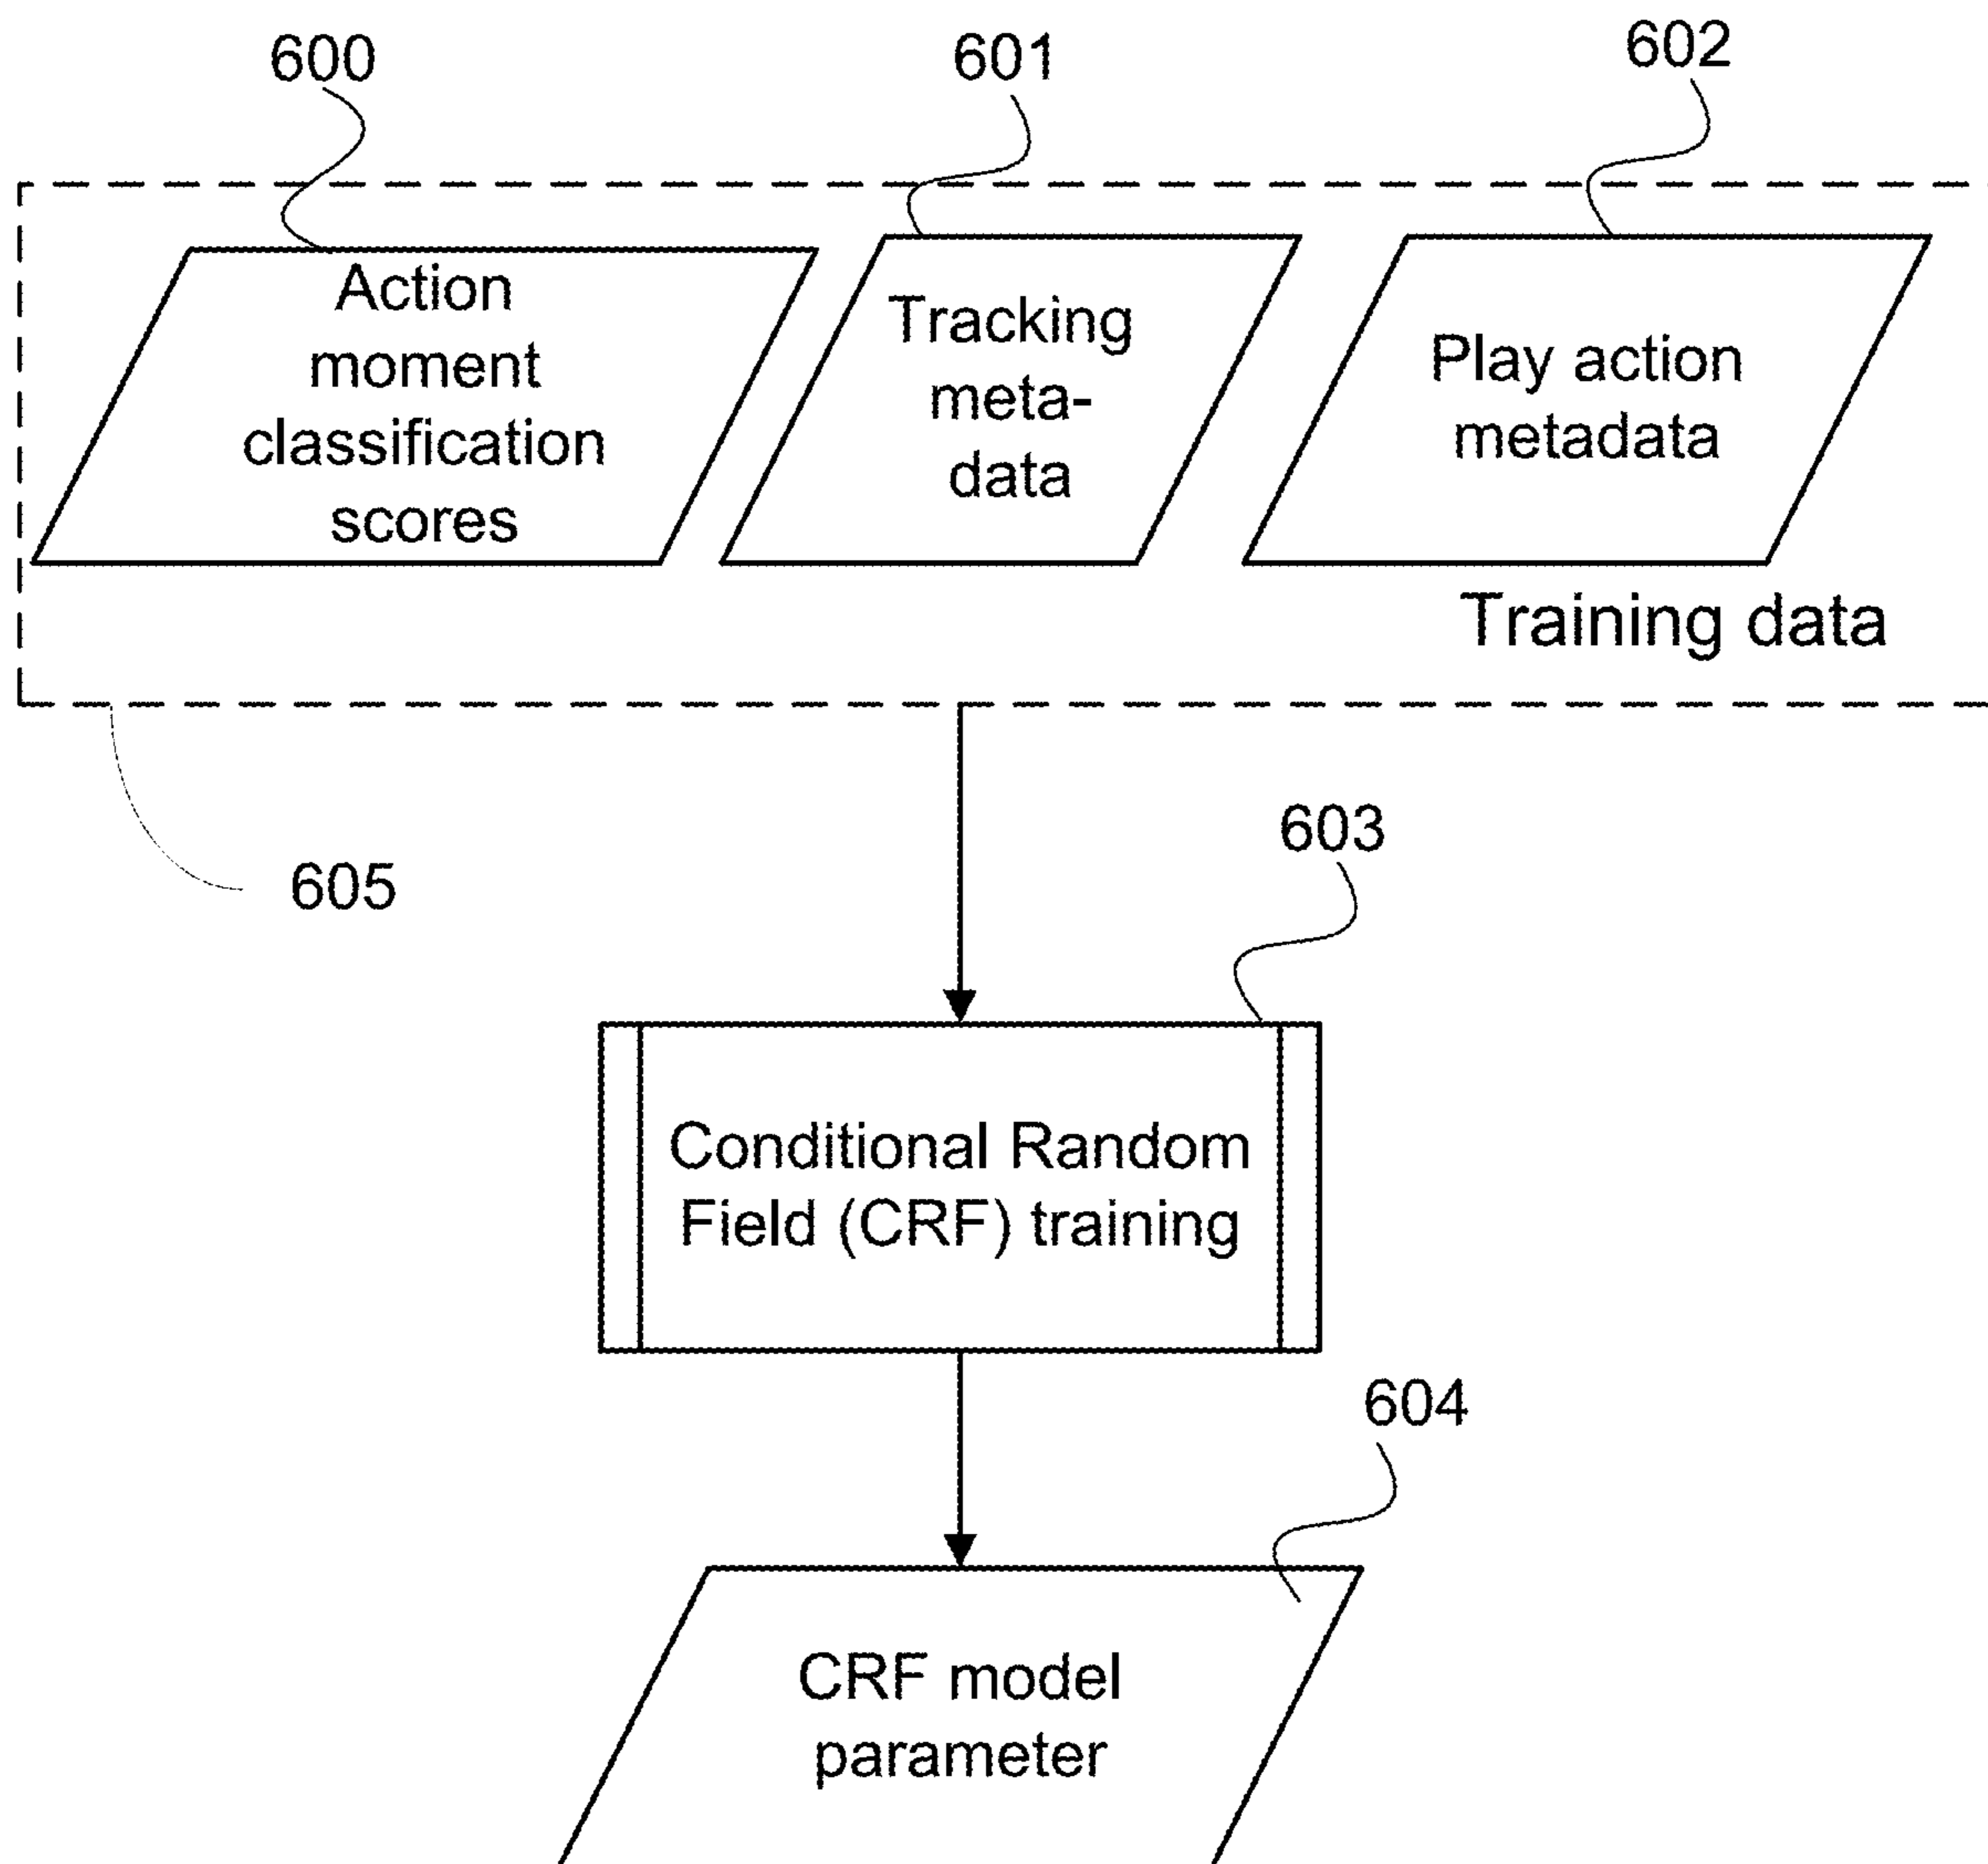 600
601
602
Action
moment
classification
scores
Tracking
meta-
data
Play action
metadata
Training data
605
603
Conditional Random
Field (CRF) training
604
CRF model
parameter